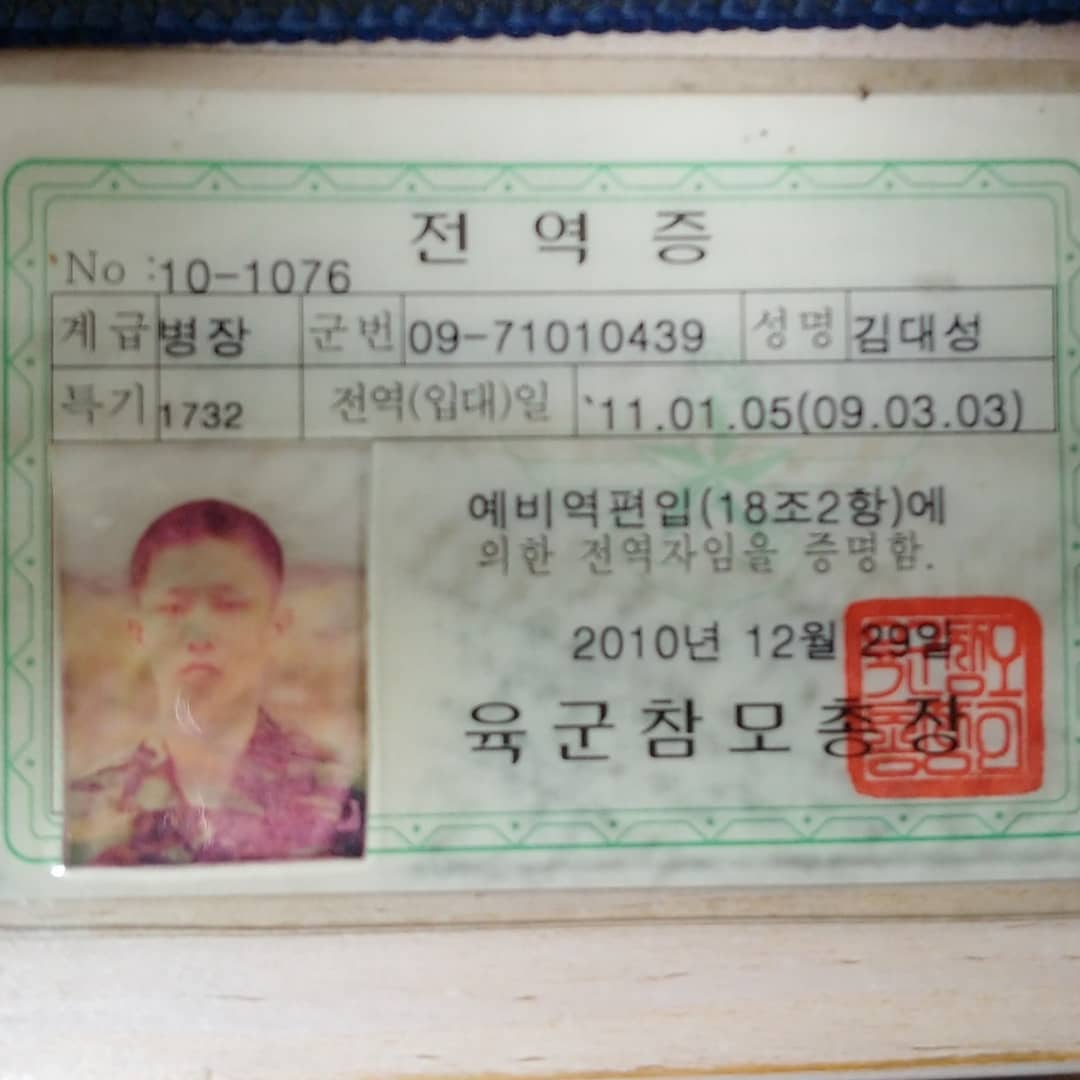 전 역 증
No :10-1076
계 급 병장 군 번 09-71010439 성 명 김대성
특기 1732 전역(입대)일 `11.01.05(09.03.03)
예비역편입(18조2항)에
의한 전역자임을 증명함.
2010년 12월 29일
육군참모총장